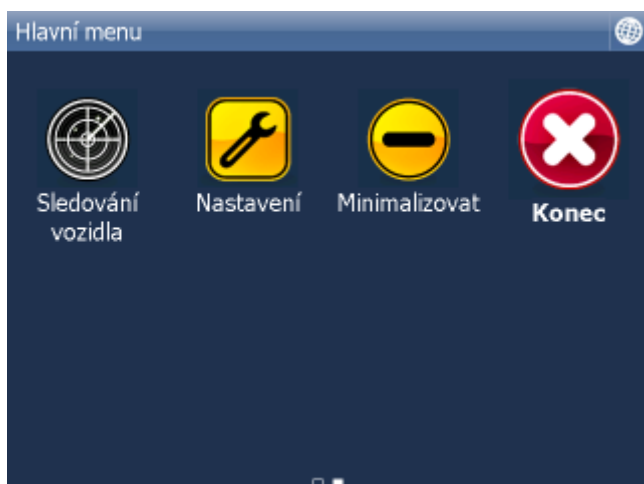 Hlavní menu
Sledování
vozidla
Nastavení
Minimalizovat
Konec